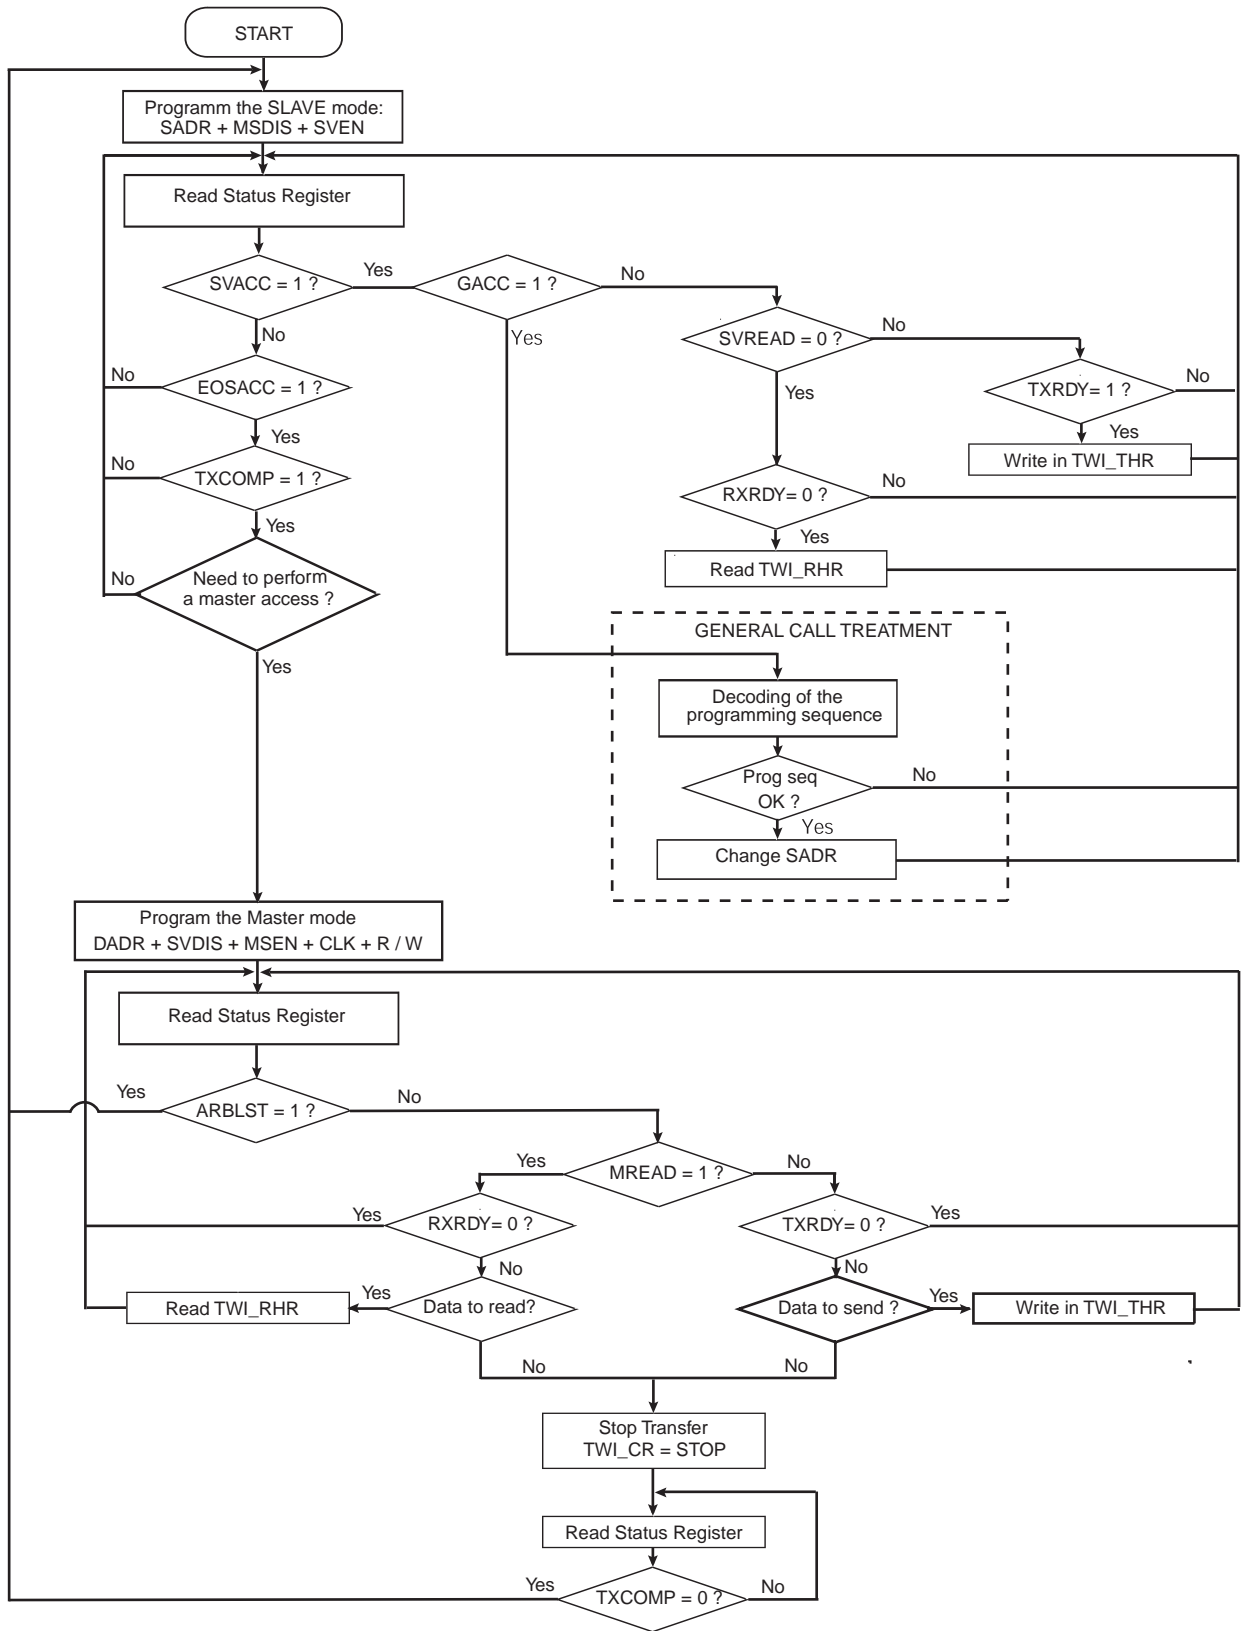 START
Programm the SLAVE mode:
SADR + MSDIS + SVEN
Read Status Register
SVACC = 1 ?
Yes
GACC = 1 ?
No
No
Yes
SVREAD = 0 ?
No
EOSACC = 1 ?
No
Yes
Yes
TXRDY= 1 ?
No
Yes
Write in TWI_THR
TXCOMP = 1 ?
No
Yes
RXRDY= 0 ?
No
Yes
Read TWI_RHR
Need to perform
a master access ?
No
Yes
GENERAL CALL TREATMENT
Decoding of the
programming sequence
Prog seq
OK ?
No
Yes
Change SADR
Program the Master mode
DADR + SVDIS + MSEN + CLK + R / W
Read Status Register
Yes
ARBLST = 1 ?
No
Yes
MREAD = 1 ?
No
Yes
RXRDY= 0 ?
TXRDY= 0 ?
Yes
No
No
Read TWI_RHR
Yes
Data to read?
Data to send ?
Yes
Write in TWI_THR
No
No
Stop Transfer
TWI_CR = STOP
Read Status Register
Yes
TXCOMP = 0 ?
No